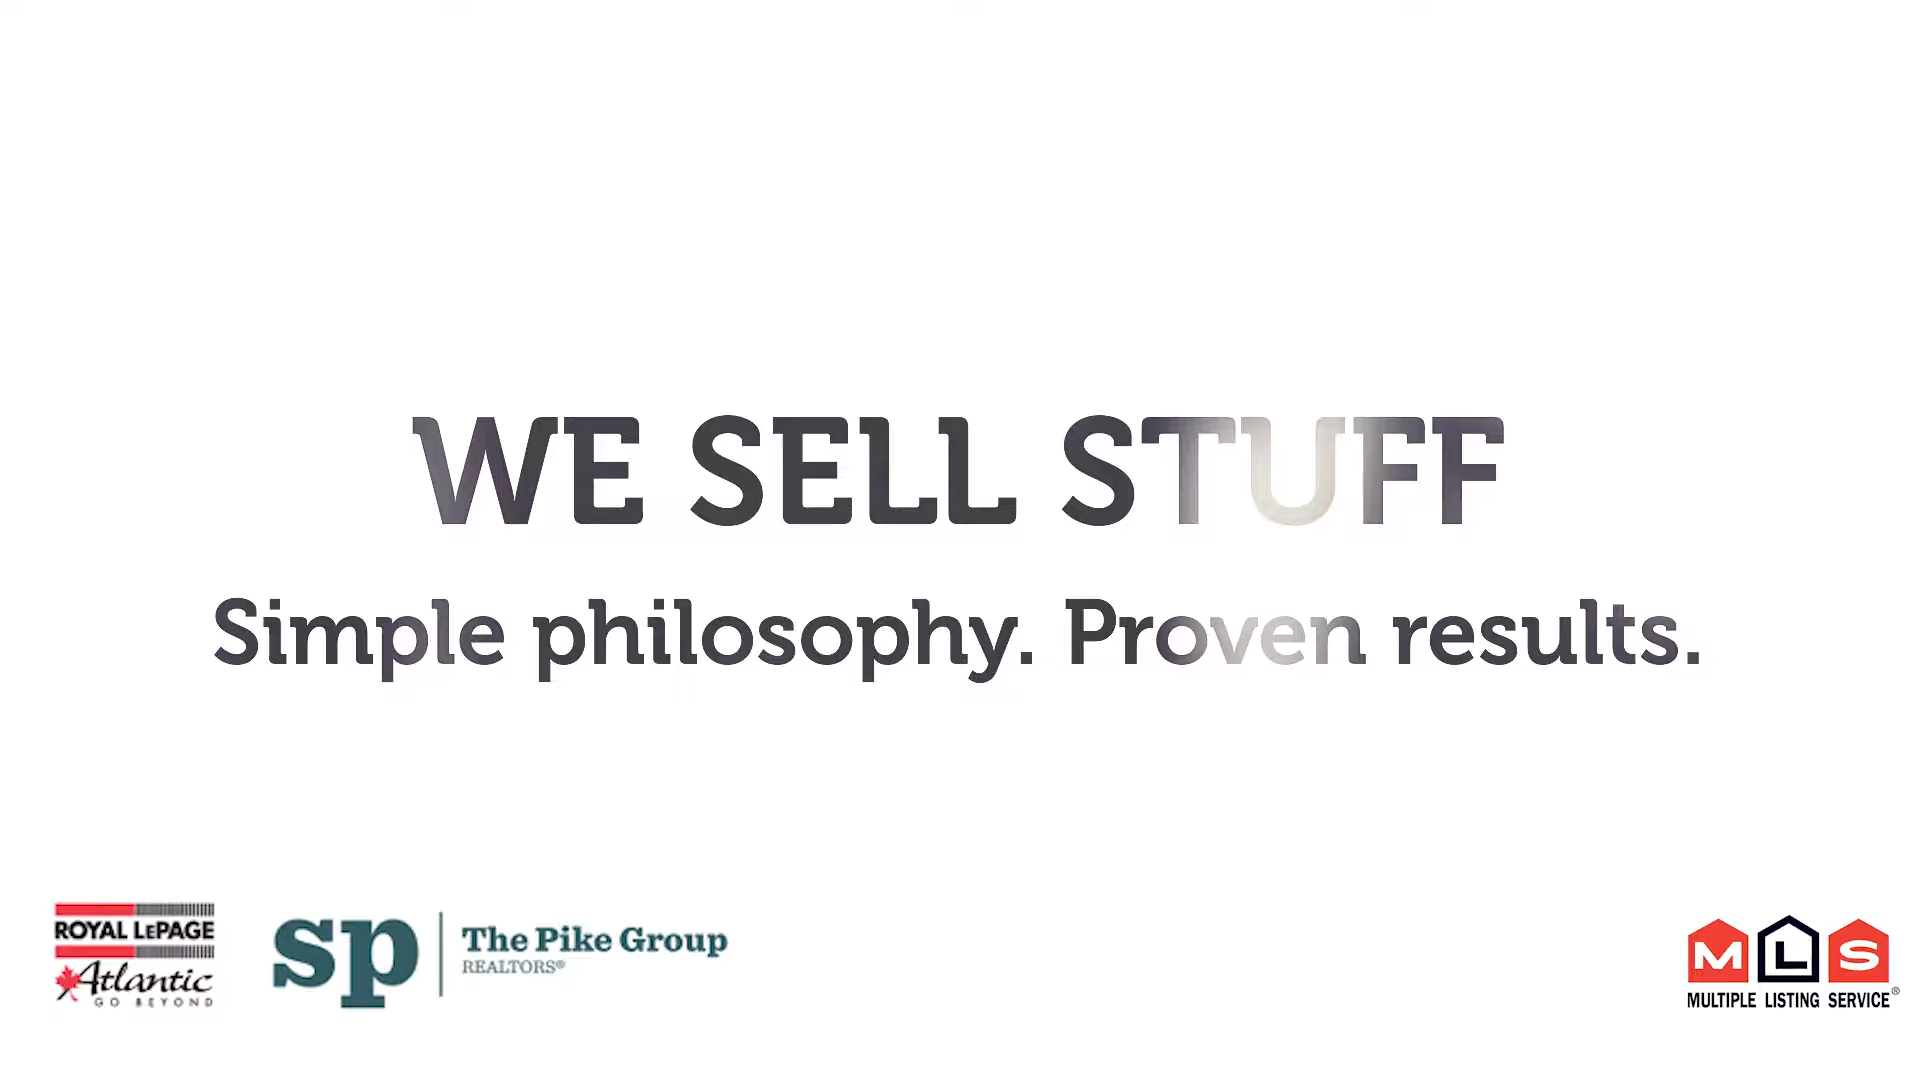 WE SELL STUFF
Simple philosophy. Proven results.
ROYAL LEPAGE
Atlantic
GO BEYOND
sp
The Pike Group
REALTORS®
MLS
MULTIPLE LISTING SERVICE®